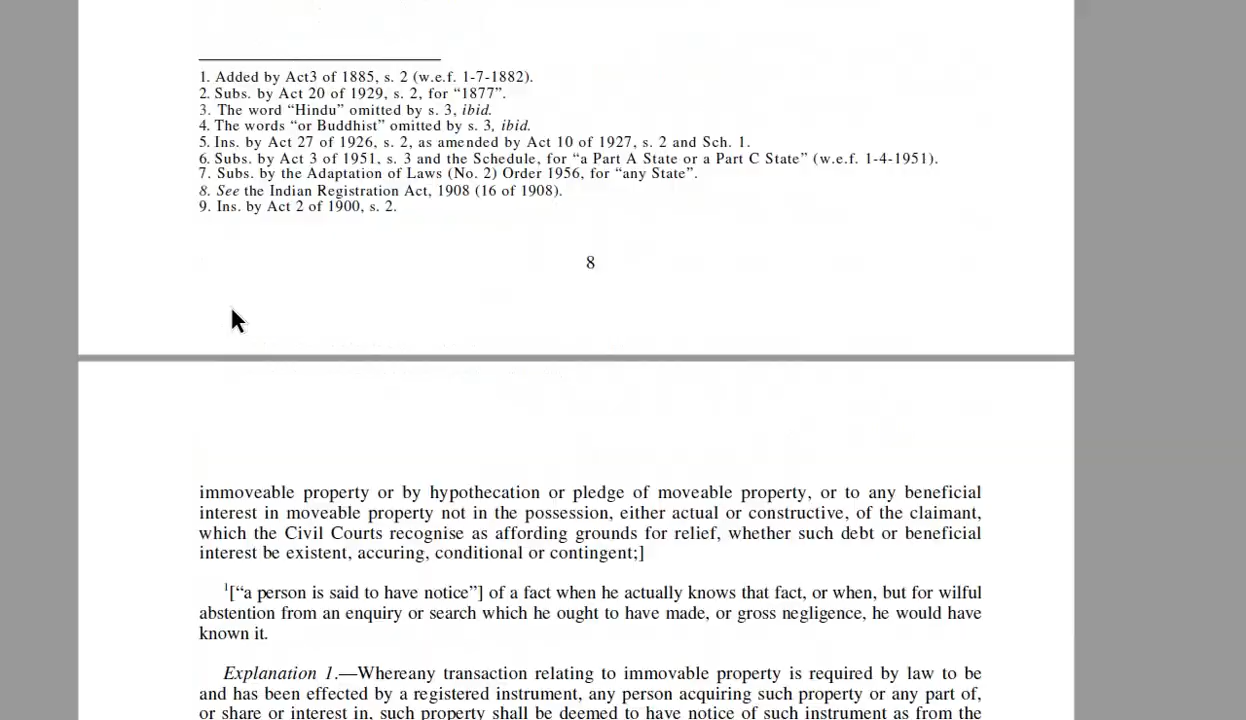 1. Added by Act3 of 1885, s. 2 (w.e.f. 1-7-1882).
2. Subs. by Act 20 of 1929, s. 2, for “1877”.
3. The word “Hindu” omitted by s. 3, ibid.
4. The words “or Buddhist” omitted by s. 3, ibid.
5. Ins. by Act 27 of 1926, s. 2, as amended by Act 10 of 1927, s. 2 and Sch. 1.
6. Subs. by Act 3 of 1951, s. 3 and the Schedule, for “a Part A State or a Part C State” (w.e.f. 1-4-1951).
7. Subs. by the Adaptation of Laws (No. 2) Order 1956, for “any State”.
8. See the Indian Registration Act, 1908 (16 of 1908).
9. Ins. by Act 2 of 1900, s. 2.
8
immoveable property or by hypothecation or pledge of moveable property, or to any beneficial
interest in moveable property not in the possession, either actual or constructive, of the claimant,
which the Civil Courts recognise as affording grounds for relief, whether such debt or beneficial
interest be existent, accuring, conditional or contingent;]
1[“a person is said to have notice”] of a fact when he actually knows that fact, or when, but for wilful
abstention from an enquiry or search which he ought to have made, or gross negligence, he would have
known it.
Explanation 1.—Whereany transaction relating to immovable property is required by law to be
and has been effected by a registered instrument, any person acquiring such property or any part of,
or share or interest in, such property shall be deemed to have notice of such instrument as from the